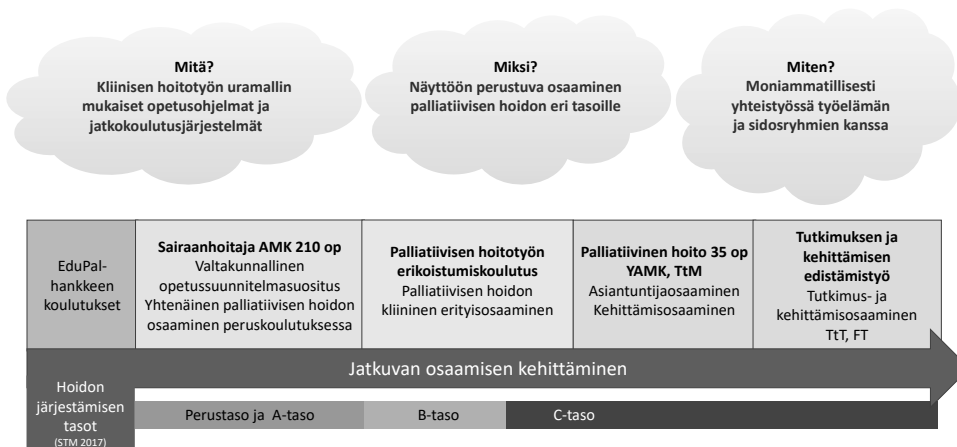 Mitä?
Kliinisen hoitotyön uramallin
mukaiset opetusohjelmat ja
jatkokoulutusjärjestelmät
Miksi?
Näyttöön perustuva osaaminen
palliatiivisen hoidon eri tasoille
Miten?
Moniammatillisesti
yhteistyössä työelämän
ja sidosryhmien kanssa
EduPal-
hankkeen
koulutukset
Sairaanhoitaja AMK 210 op
Valtakunnallinen
opetussuunnitelmasuositus
Yhtenäinen palliatiivisen hoidon
osaaminen peruskoulutuksessa
Palliatiivisen hoitotyön
erikoistumiskoulutus
Palliatiivisen hoidon
kliininen erityisosaaminen
Palliatiivinen hoito 35 op
YAMK, TtM
Asiantuntijaosaaminen
Kehittämisosaaminen
Tutkimuksen ja
kehittämisen
edistämistyö
Tutkimus- ja
kehittämisosaaminen
TtT, FT
Jatkuvan osaamisen kehittäminen
Hoidon
järjestämisen
tasot
(STM 2017)
Perustaso ja A-taso
B-taso
C-taso